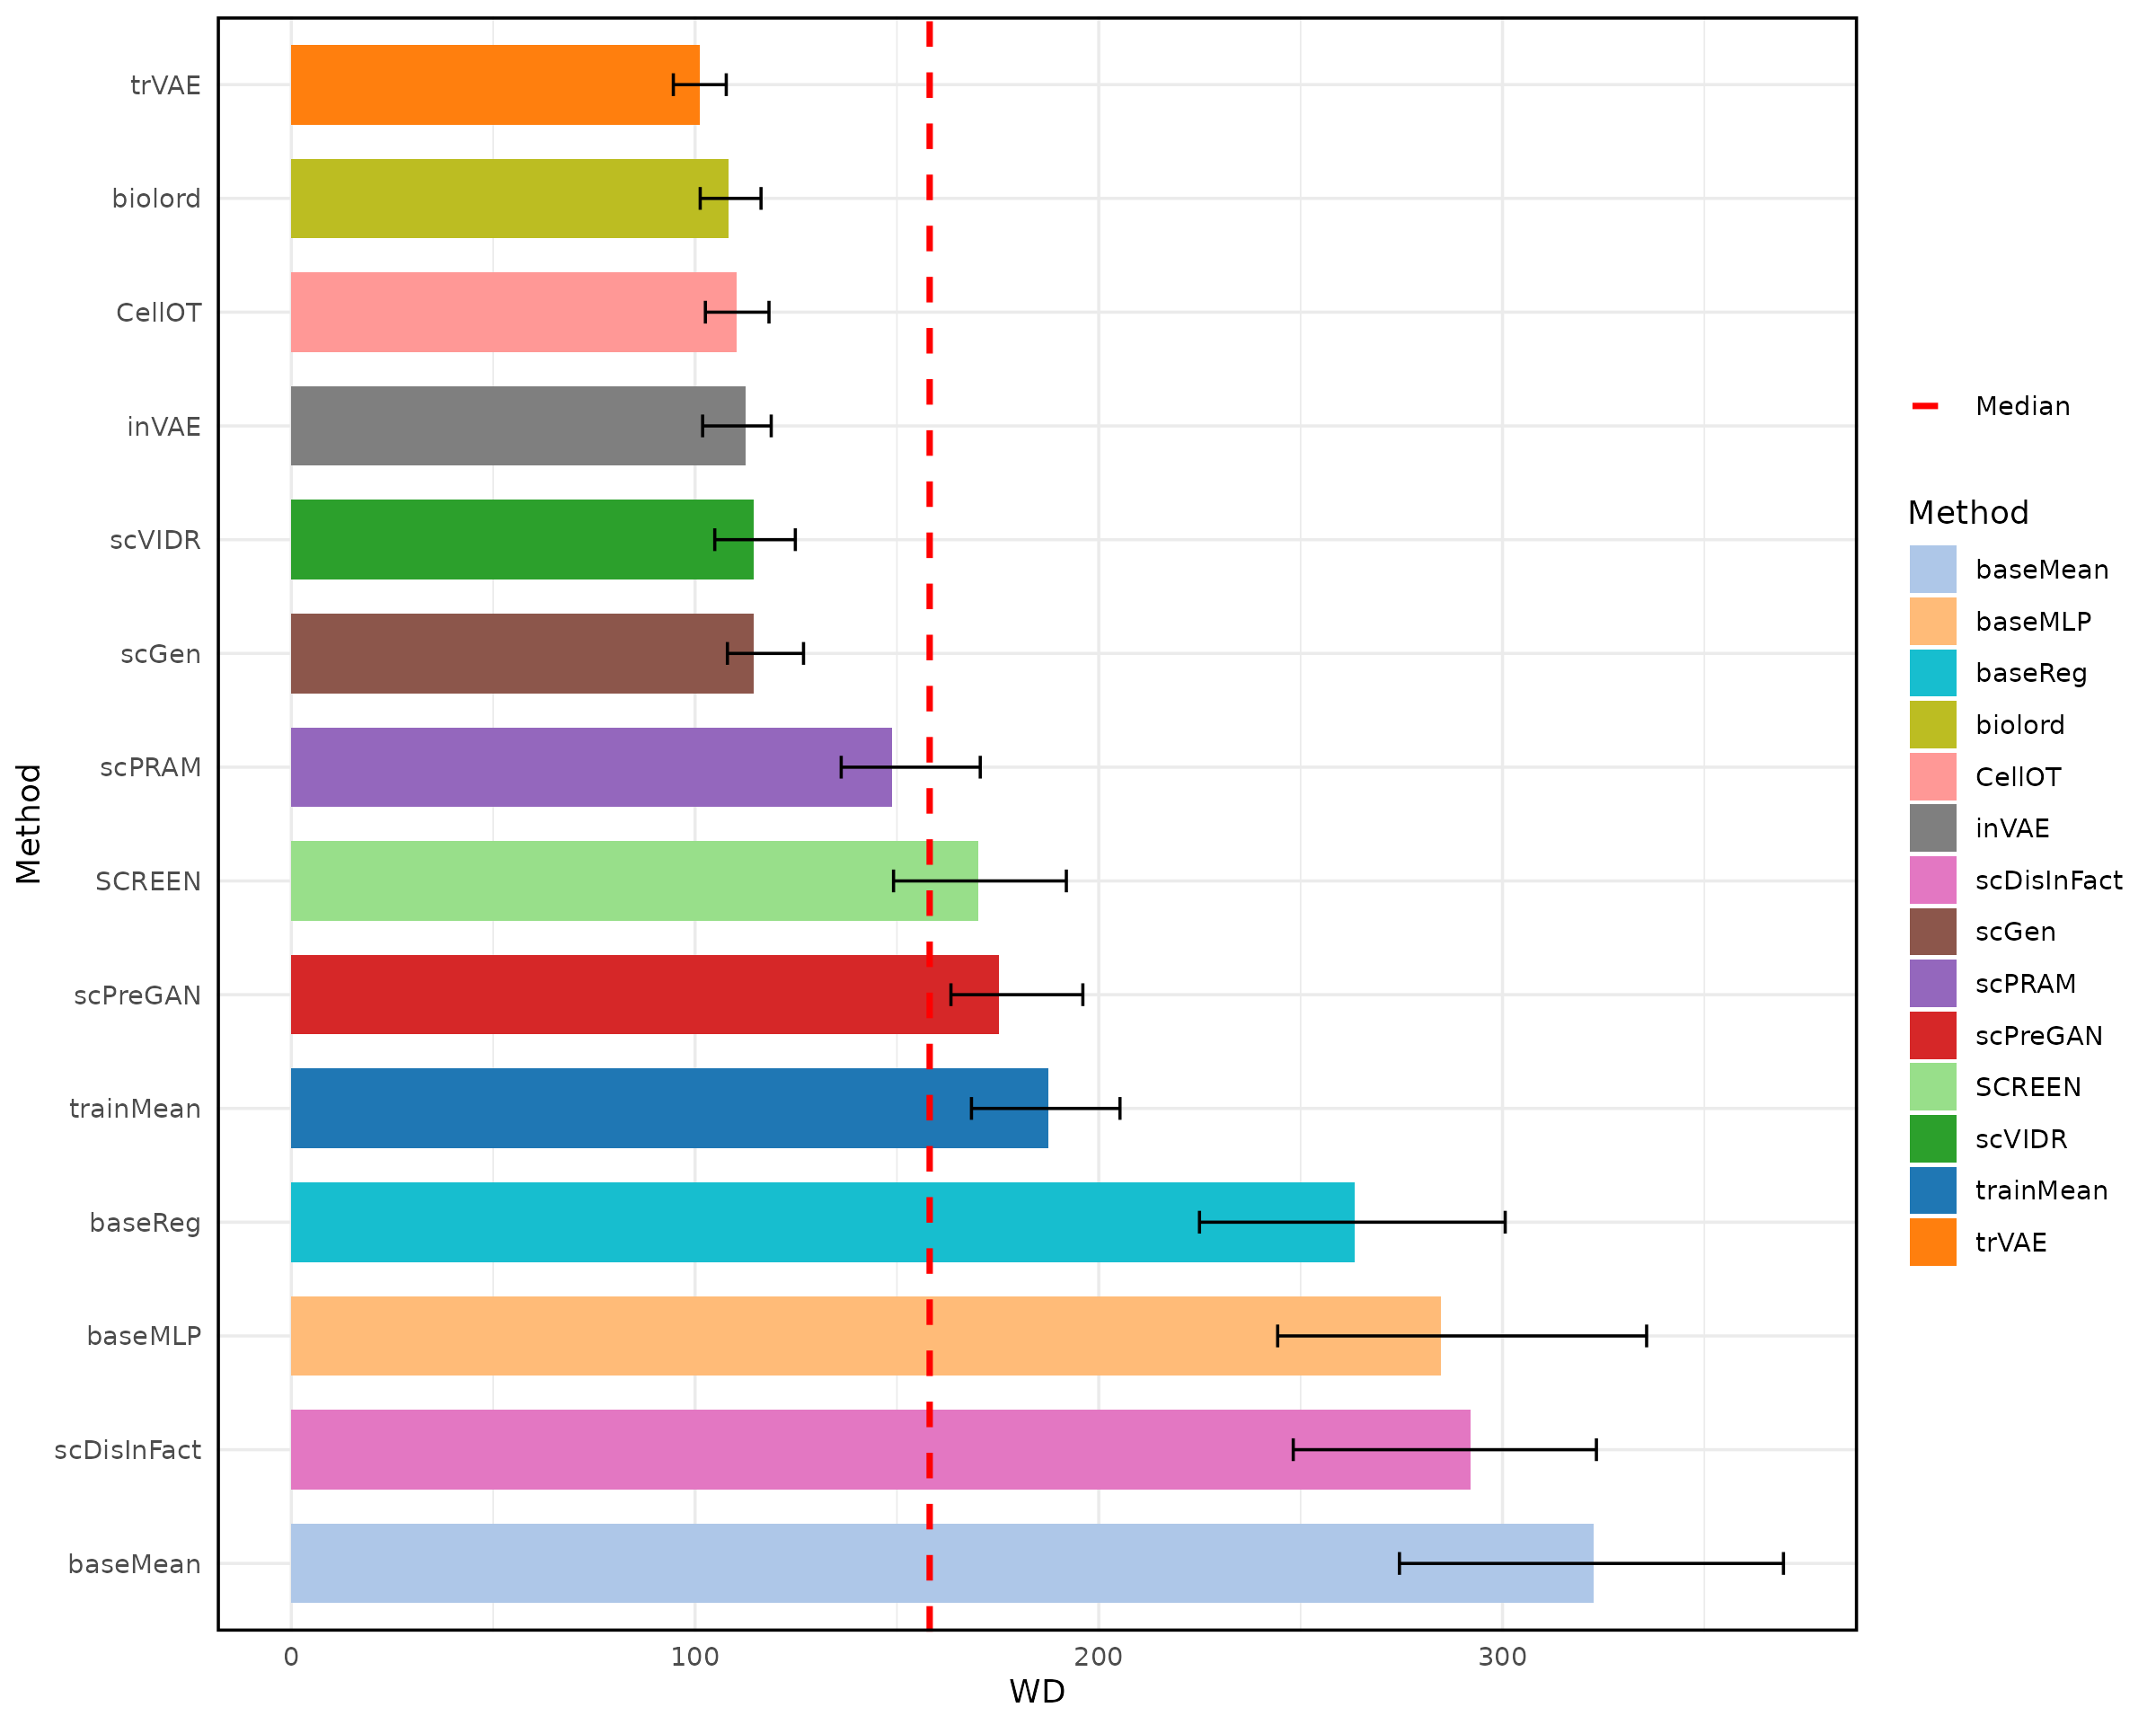 Method
trVAE
biolord
CellOT
inVAE
scVIDR
scGen
scPRAM
SCREEN
scPreGAN
trainMean
baseReg
baseMLP
scDisInFact
baseMean
0 100 200 300
WD
Median
Method
baseMean
baseMLP
baseReg
biolord
CellOT
inVAE
scDisInFact
scGen
scPRAM
scPreGAN
SCREEN
scVIDR
trainMean
trVAE